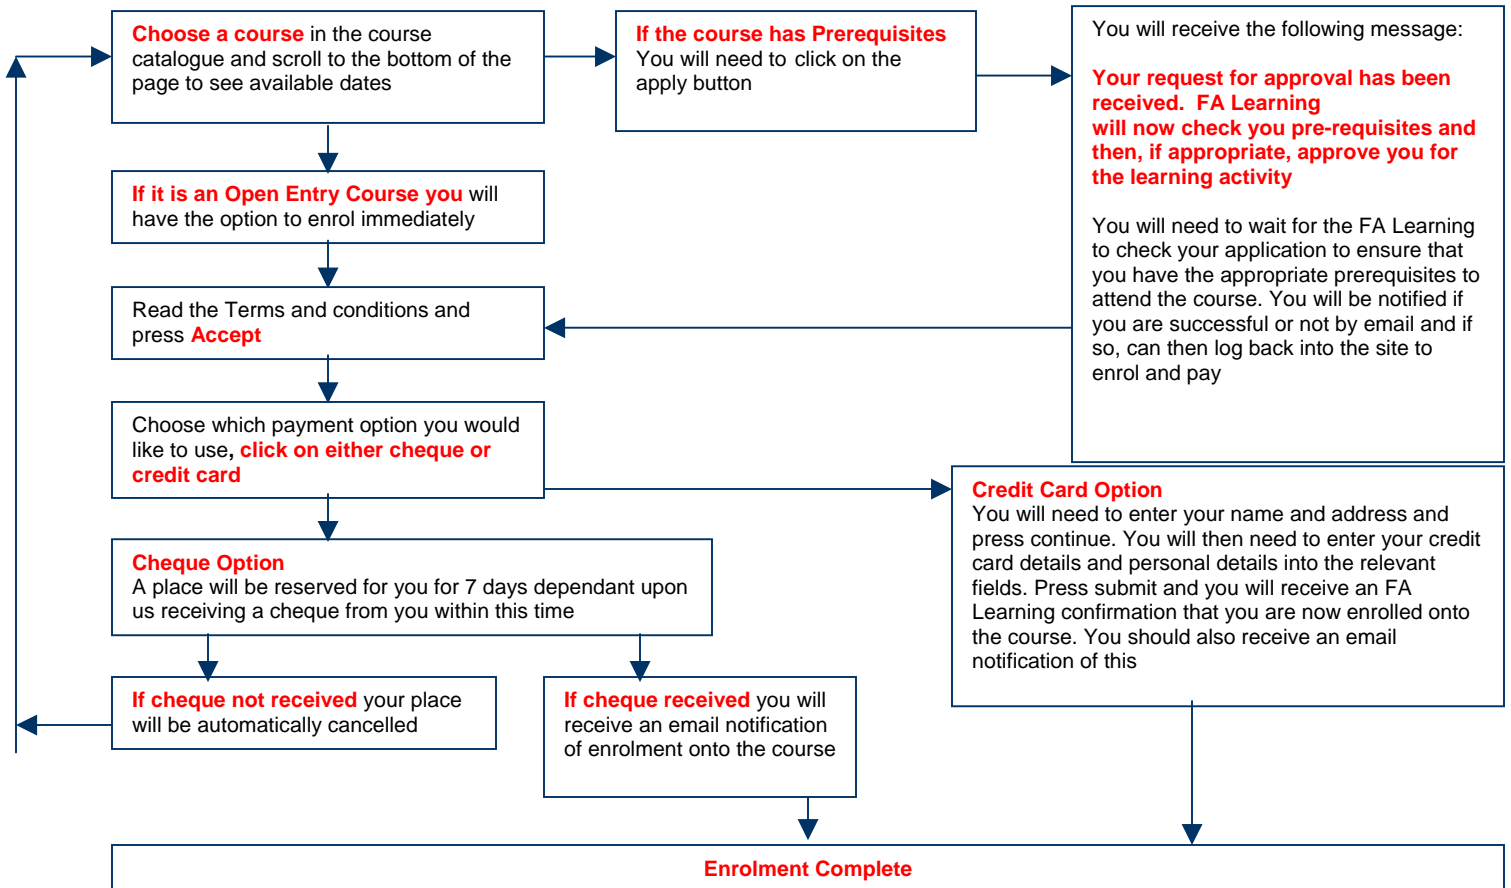 Choose a course in the course
catalogue and scroll to the bottom of the
page to see available dates
If the course has Prerequisites
You will need to click on the
apply button
You will receive the following message:
Your request for approval has been
received. FA Learning
will now check you pre-requisites and
then, if appropriate, approve you for
the learning activity
You will need to wait for the FA Learning
to check your application to ensure that
you have the appropriate prerequisites to
attend the course. You will be notified if
you are successful or not by email and if
so, can then log back into the site to
enrol and pay
If it is an Open Entry Course you will
have the option to enrol immediately
Read the Terms and conditions and
press Accept
Choose which payment option you would
like to use, click on either cheque or
credit card
Credit Card Option
You will need to enter your name and address and
press continue. You will then need to enter your credit
card details and personal details into the relevant
fields. Press submit and you will receive an FA
Learning confirmation that you are now enrolled onto
the course. You should also receive an email
notification of this
Cheque Option
A place will be reserved for you for 7 days dependant upon
us receiving a cheque from you within this time
If cheque not received your place
will be automatically cancelled
If cheque received you will
receive an email notification
of enrolment onto the course
Enrolment Complete